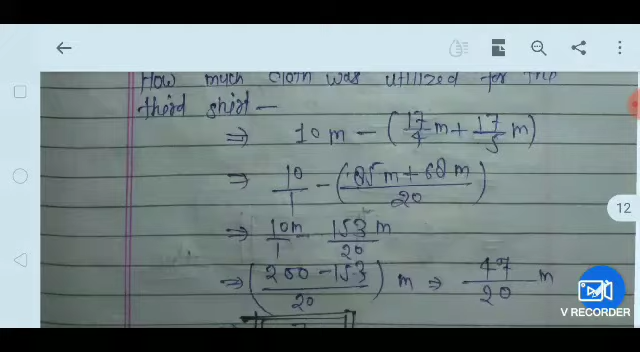 How much cloth was utilized for the
third shirt —
⇒ 10 m − (17/4 m + 17/5 m)
⇒ 10/1 − (85 m + 68 m / 20)
⇒ 10m/1 − 153/20 m
⇒ (200 − 153 / 20) m ⇒ 47/20 m
12
V RECORDER